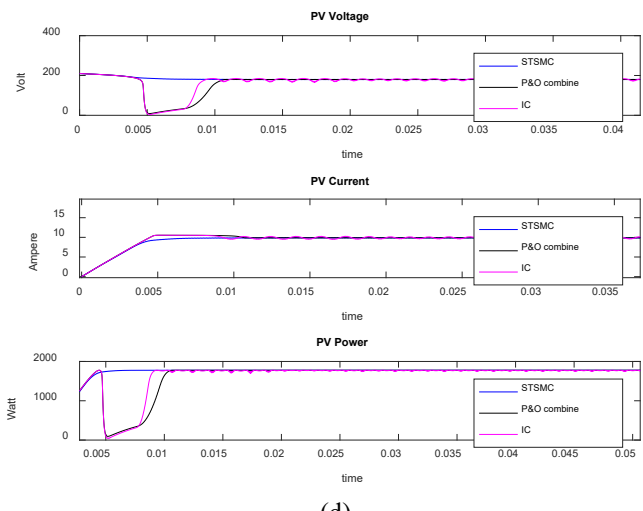 PV Voltage
400
200
0
Volt
STSMC
P&O combine
IC
0 0.005 0.01 0.015 0.02 0.025 0.03 0.035 0.04
time
PV Current
15
10
5
0
Ampere
STSMC
P&O combine
IC
0 0.005 0.01 0.015 0.02 0.025 0.03 0.035
time
PV Power
2000
1000
0
Watt
STSMC
P&O combine
IC
0.005 0.01 0.015 0.02 0.025 0.03 0.035 0.04 0.045 0.05
time
(d)